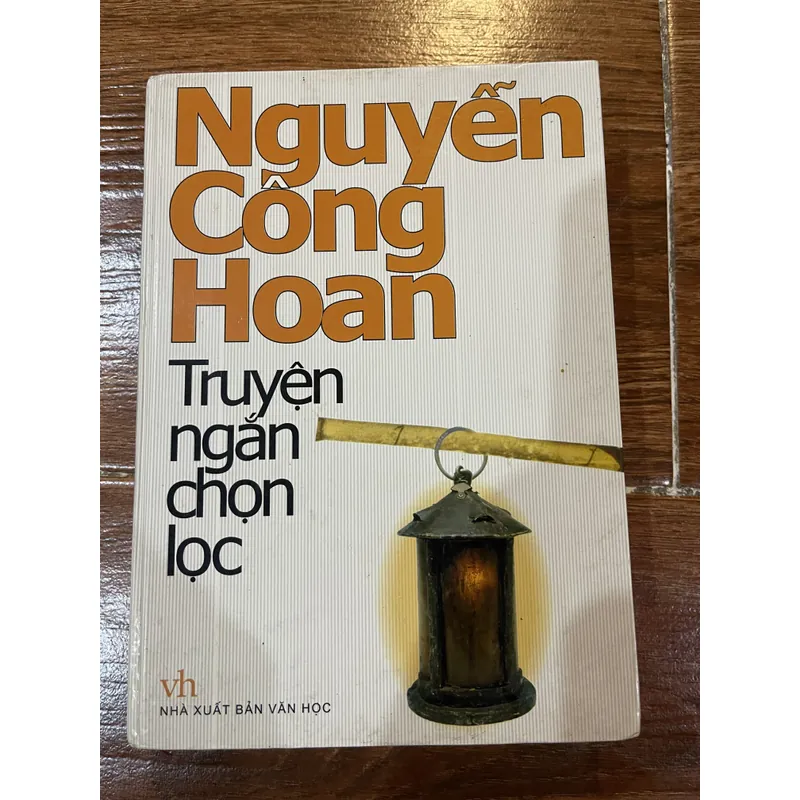 Nguyễn
Công
Hoan
Truyện
ngắn
chọn
lọc
vh
NHÀ XUẤT BẢN VĂN HỌC